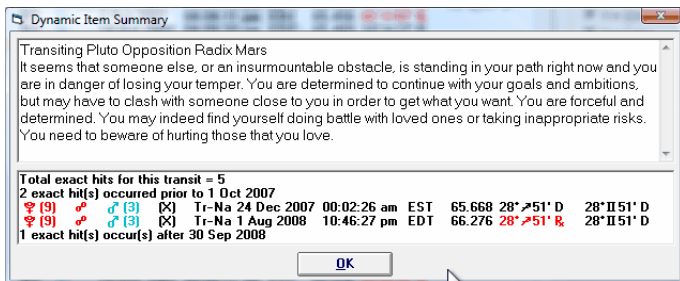 Dynamic Item Summary
Transiting Pluto Opposition Radix Mars
It seems that someone else, or an insurmountable obstacle, is standing in your path right now and you
are in danger of losing your temper. You are determined to continue with your goals and ambitions,
but may have to clash with someone close to you in order to get what you want. You are forceful and
determined. You may indeed find yourself doing battle with loved ones or taking inappropriate risks.
You need to beware of hurting those that you love.
Total exact hits for this transit = 5
2 exact hit(s) occurred prior to 1 Oct 2007
♇ (9) ☍ ♂ (3) (X) Tr-Na 24 Dec 2007 00:02:26 am EST 65.668 28°♐51' D 28°♊51' D
♇ (9) ☍ ♂ (3) (X) Tr-Na 1 Aug 2008 10:46:27 pm EDT 66.276 28°♐51' ℞ 28°♊51' D
1 exact hit(s) occur(s) after 30 Sep 2008
OK